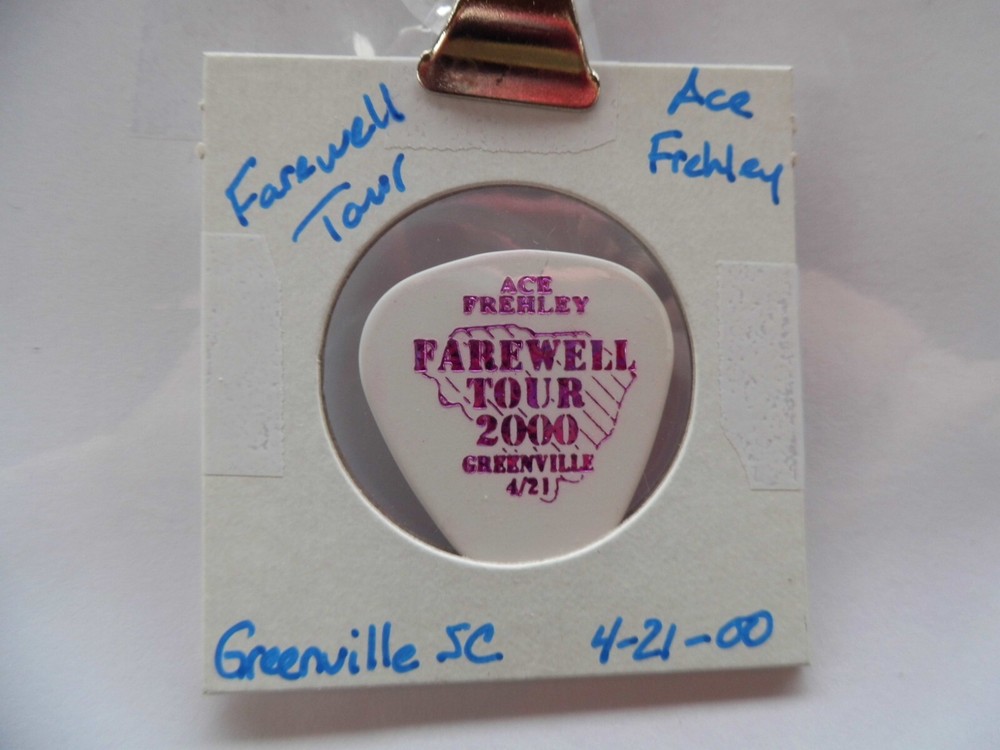 Farewell
Tour
Ace
Frehley
ACE
FREHLEY
FAREWELL
TOUR
2000
GREENVILLE
4/21
Greenville SC 4-21-00